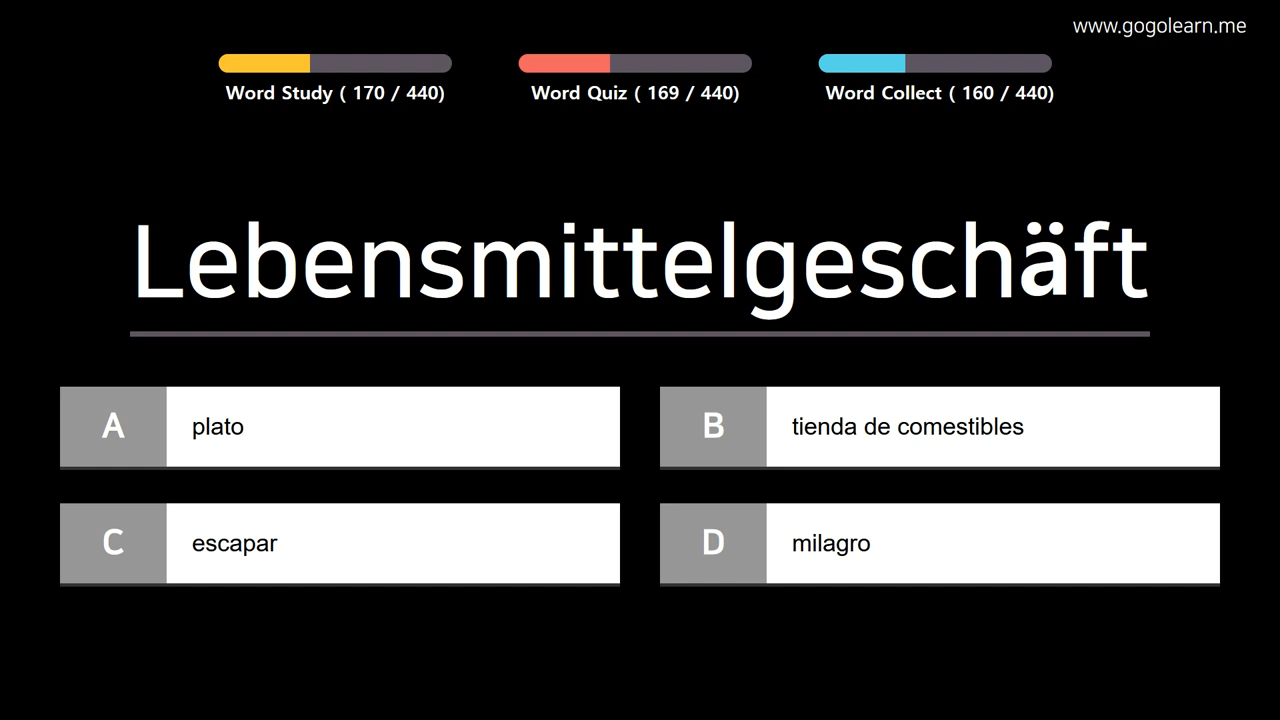 www.gogolearn.me
Word Study ( 170 / 440)
Word Quiz ( 169 / 440)
Word Collect ( 160 / 440)
Lebensmittelgeschäft
A plato
B tienda de comestibles
C escapar
D milagro